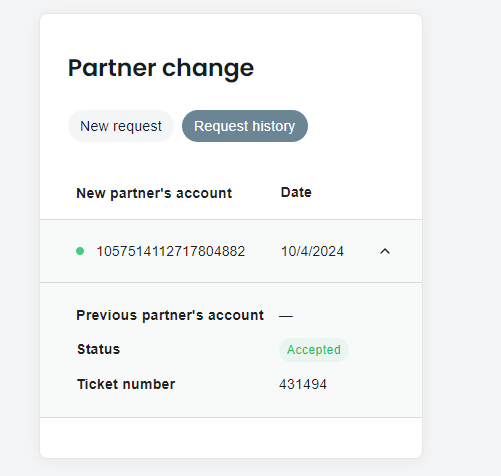 Partner change
New request Request history
New partner's account Date
1057514112717804882 10/4/2024
Previous partner's account —
Status Accepted
Ticket number 431494